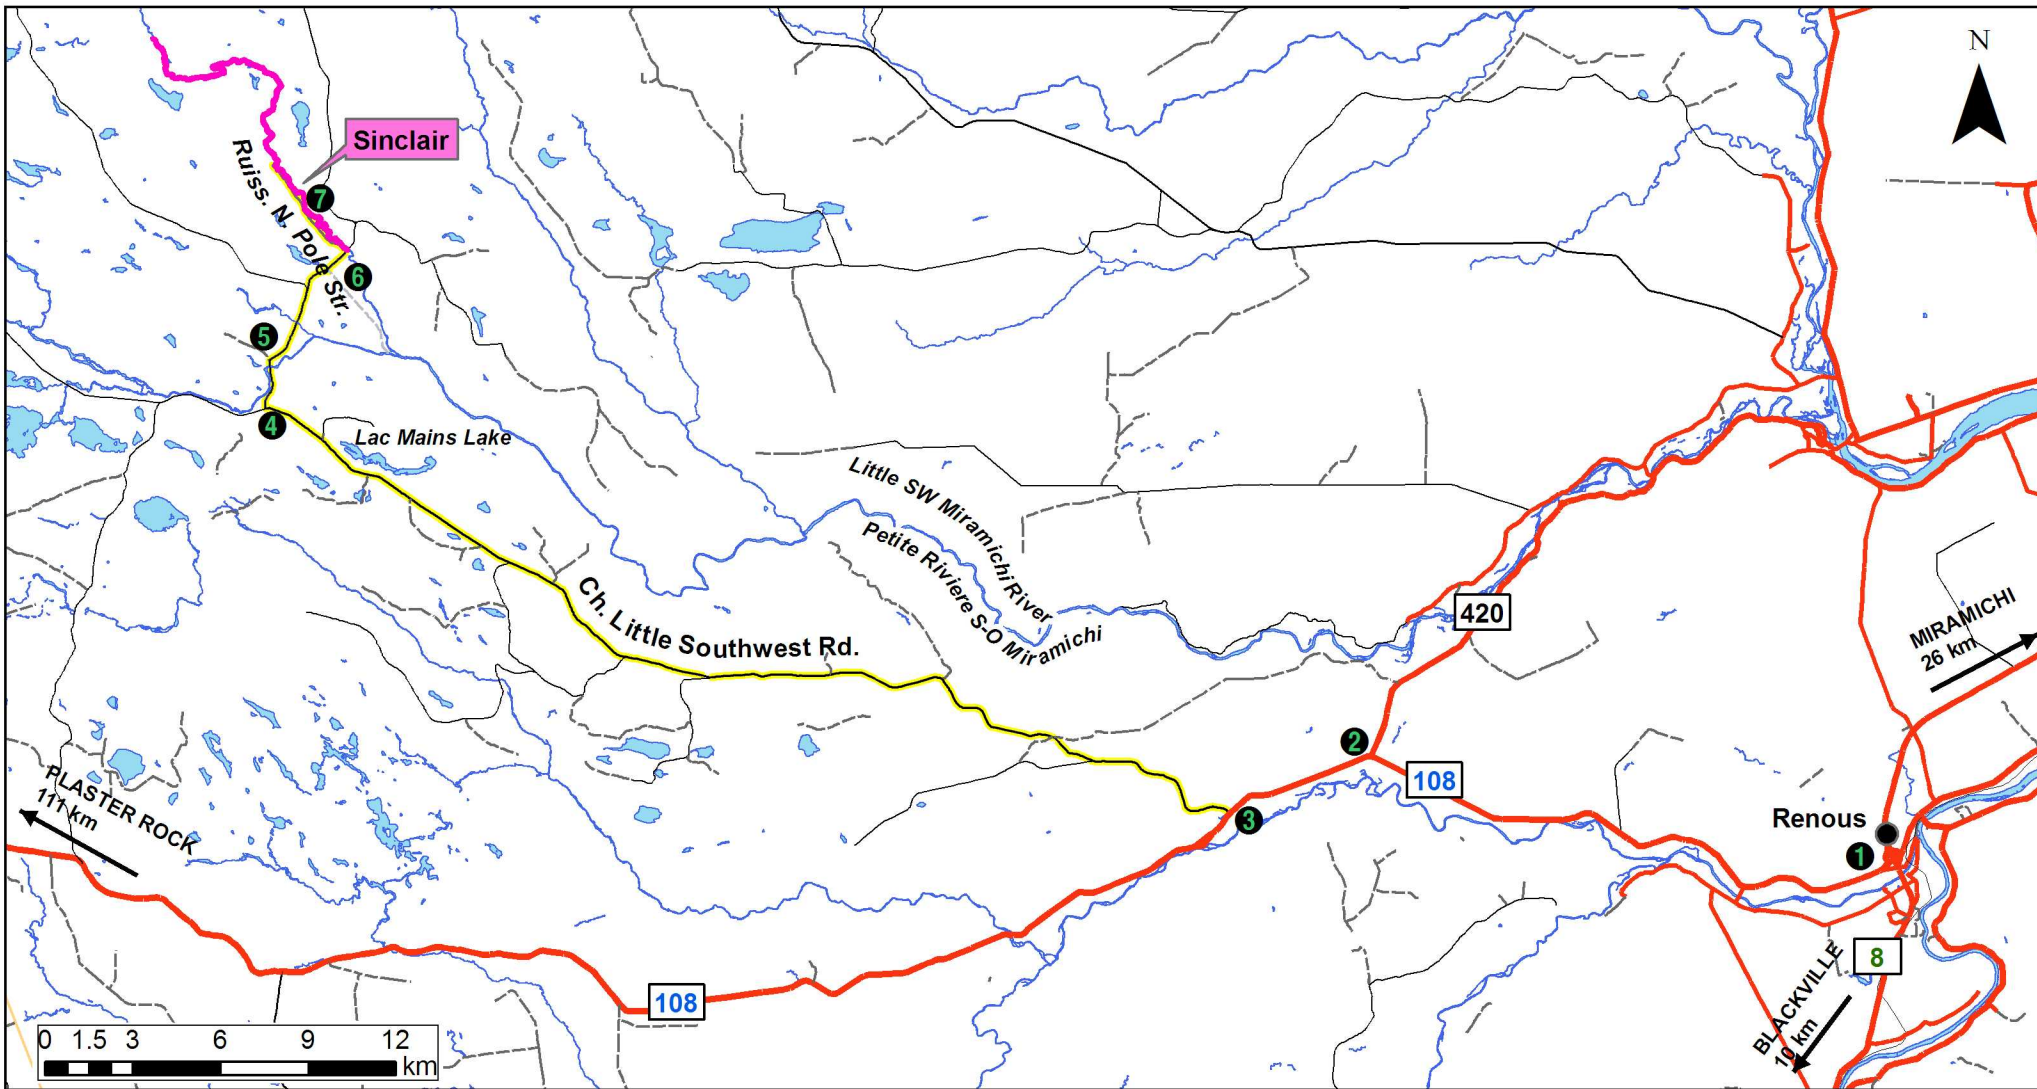 N
Sinclair
7
Ruiss. N. Pole Str.
6
5
4
Lac Mains Lake
Little SW Miramichi River
Petite Riviere S-O Miramichi
Ch. Little Southwest Rd.
420
MIRAMICHI
26 km
2
108
3
PLASTER ROCK
111 km
Renous
1
8
BLACKVILLE
10 km
108
0 1.5 3 6 9 12
km